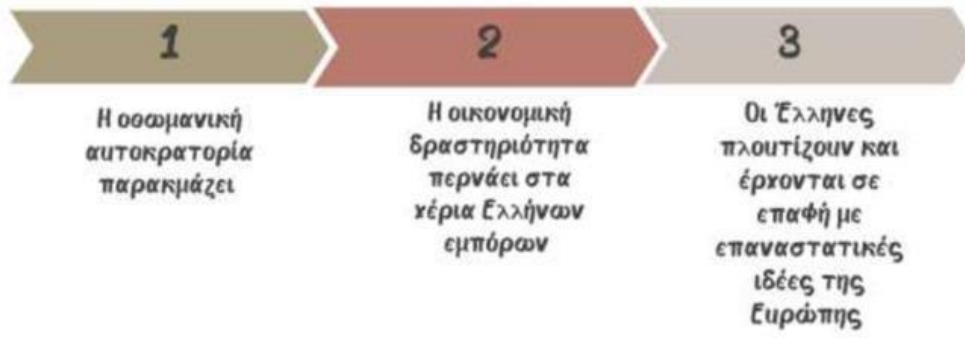 1
Η οθωμανική
αυτοκρατορία
παρακμάζει
2
Η οικονομική
δραστηριότητα
περνάει στα
χέρια Ελλήνων
εμπόρων
3
Οι Έλληνες
πλουτίζουν και
έρχονται σε
επαφή με
επαναστατικές
ιδέες της
Ευρώπης